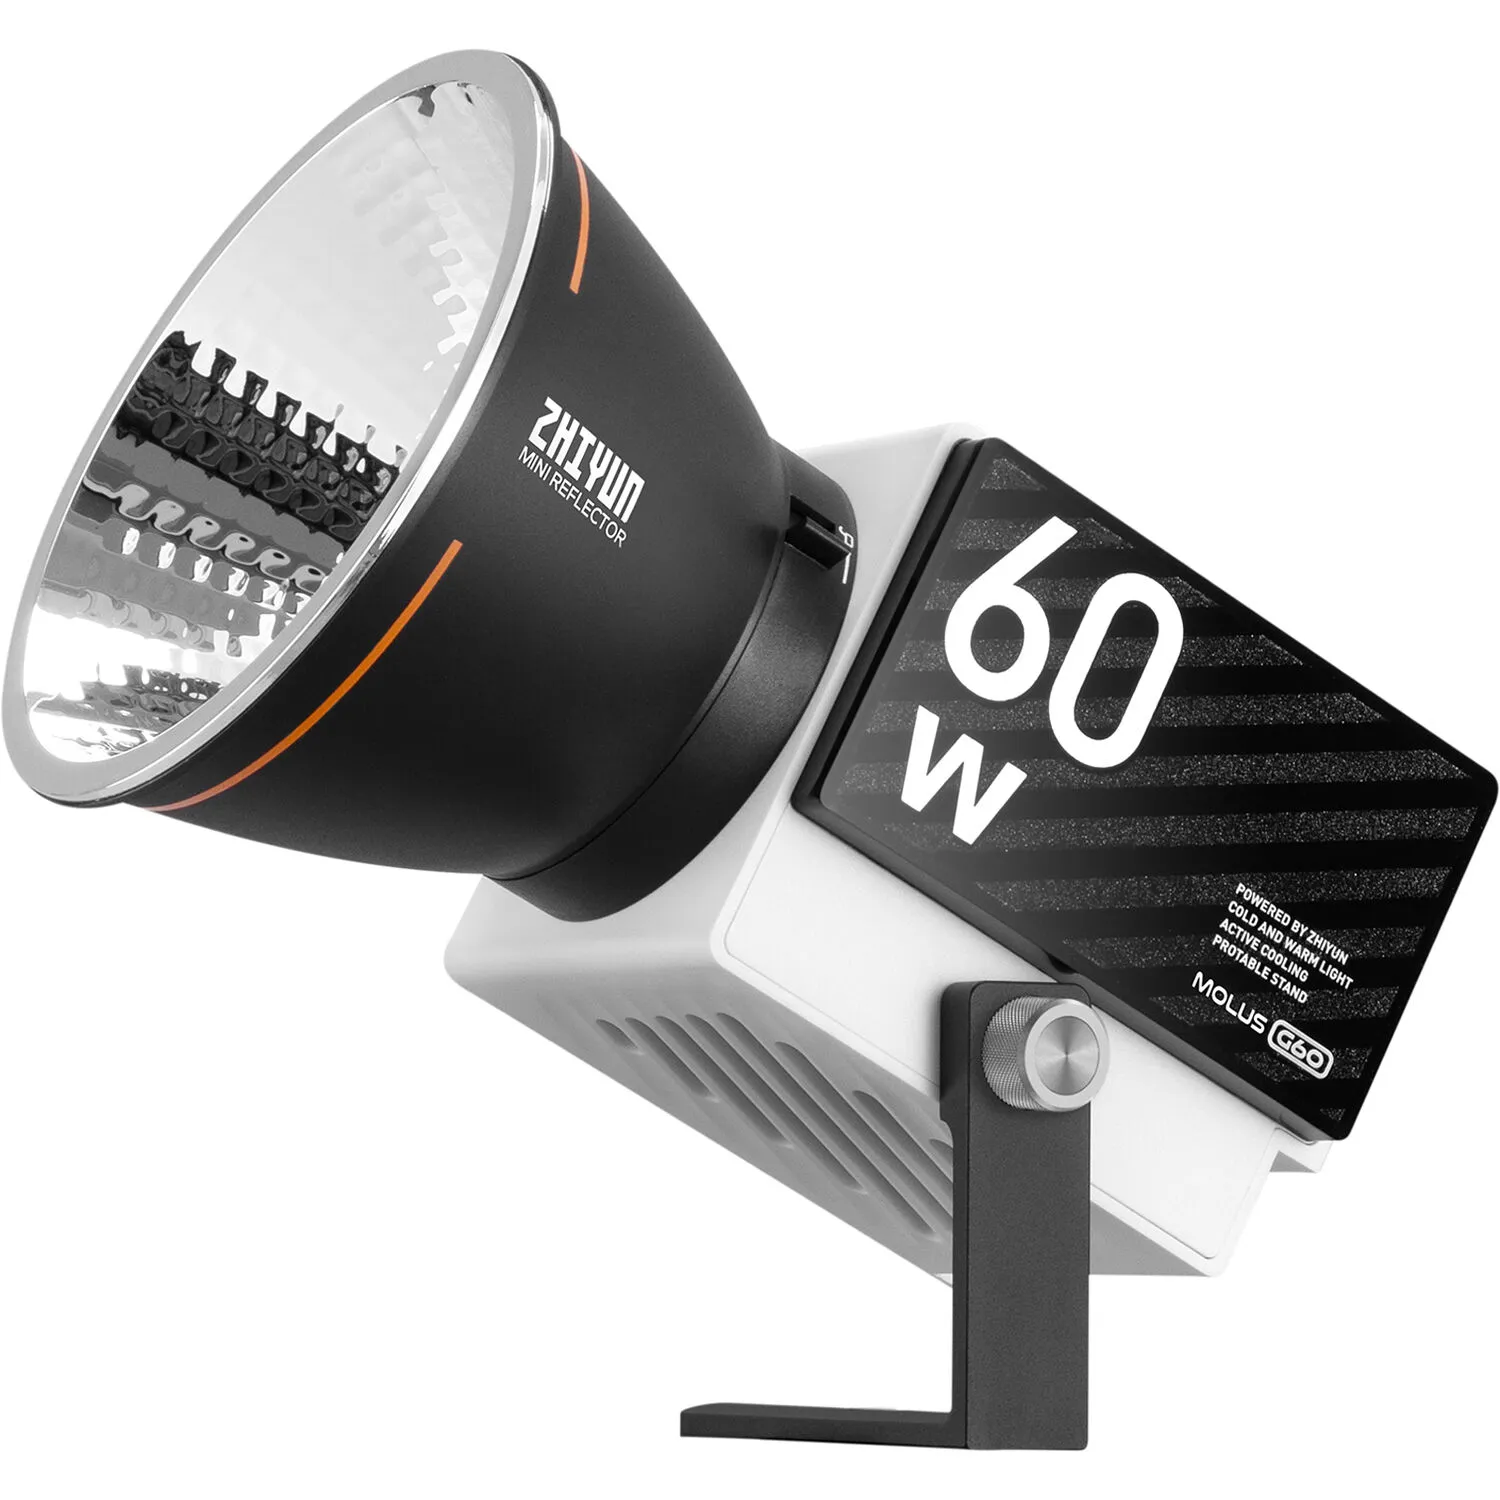 ZHIYUN
MINI REFLECTOR
60
W
POWERED BY ZHIYUN
COLD AND WARM LIGHT
ACTIVE COOLING
PROTABLE STAND
MOLUS G60